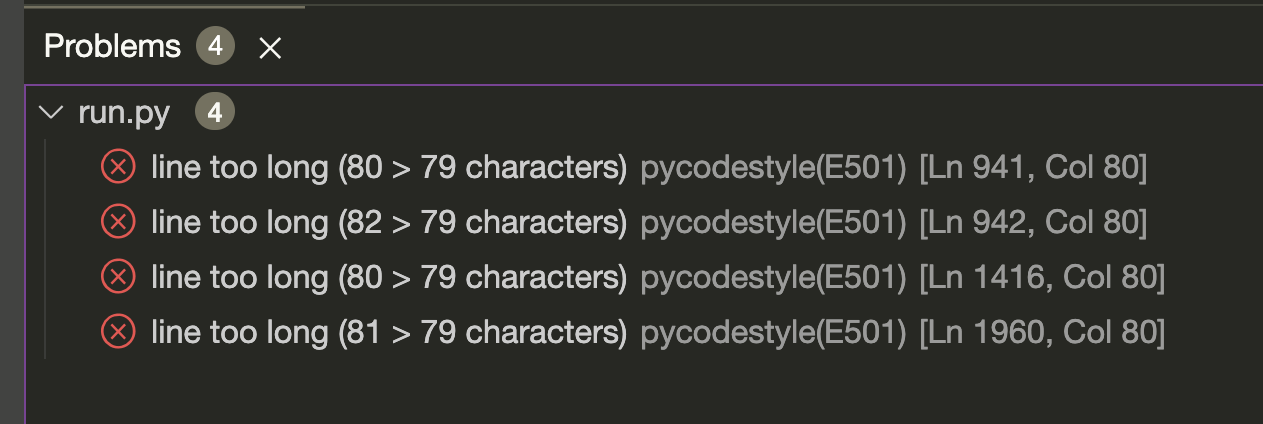 Problems 4
run.py 4
line too long (80 > 79 characters) pycodestyle(E501) [Ln 941, Col 80]
line too long (82 > 79 characters) pycodestyle(E501) [Ln 942, Col 80]
line too long (80 > 79 characters) pycodestyle(E501) [Ln 1416, Col 80]
line too long (81 > 79 characters) pycodestyle(E501) [Ln 1960, Col 80]